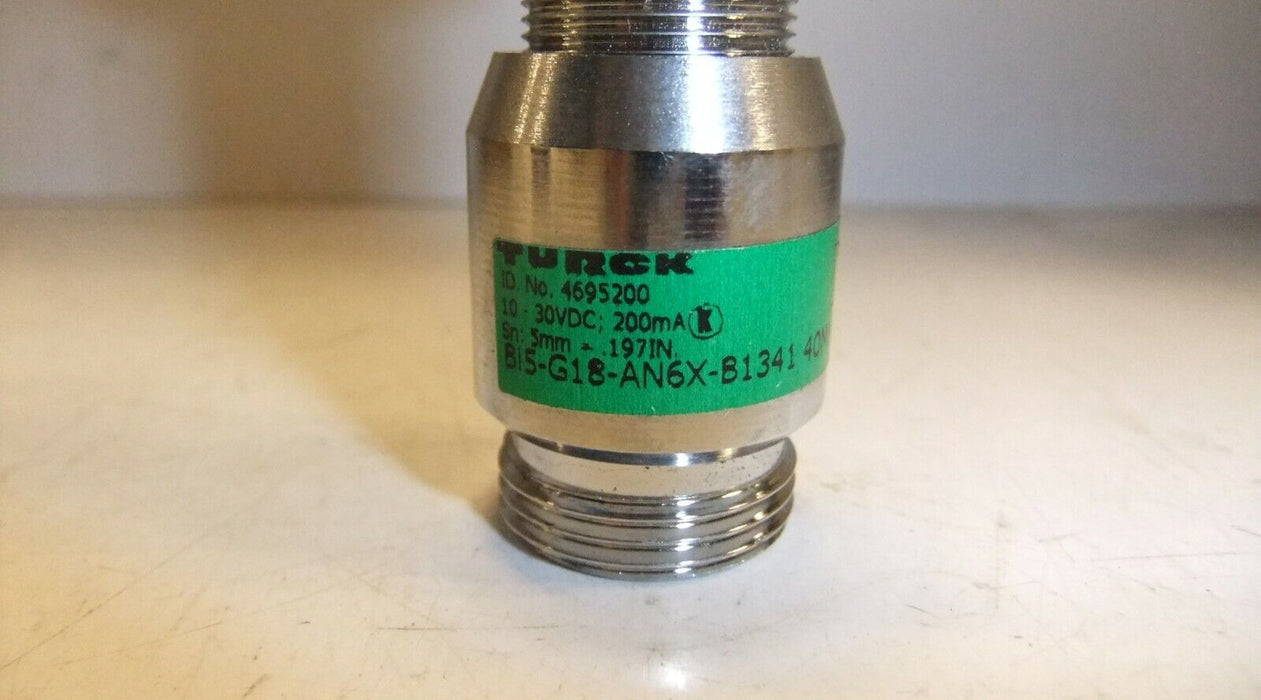 TURCK
ID. No. 4695200
10 - 30VDC; 200mA
Sn: 5mm - .197IN.
Bi5-G18-AN6X-B1341